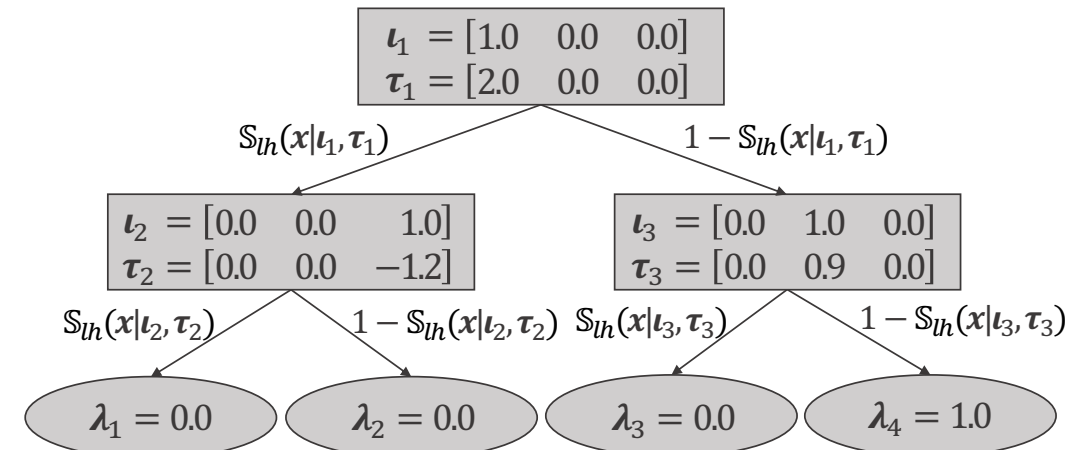 𝜾₁ = [1.0 0.0 0.0]
𝝉₁ = [2.0 0.0 0.0]
𝕊ₗₕ(𝒙|𝜾₁, 𝝉₁) 1 − 𝕊ₗₕ(𝒙|𝜾₁, 𝝉₁)
𝜾₂ = [0.0 0.0 1.0] 𝜾₃ = [0.0 1.0 0.0]
𝝉₂ = [0.0 0.0 −1.2] 𝝉₃ = [0.0 0.9 0.0]
𝕊ₗₕ(𝒙|𝜾₂, 𝝉₂) 1 − 𝕊ₗₕ(𝒙|𝜾₂, 𝝉₂) 𝕊ₗₕ(𝒙|𝜾₃, 𝝉₃) 1 − 𝕊ₗₕ(𝒙|𝜾₃, 𝝉₃)
𝝀₁ = 0.0 𝝀₂ = 0.0 𝝀₃ = 0.0 𝝀₄ = 1.0